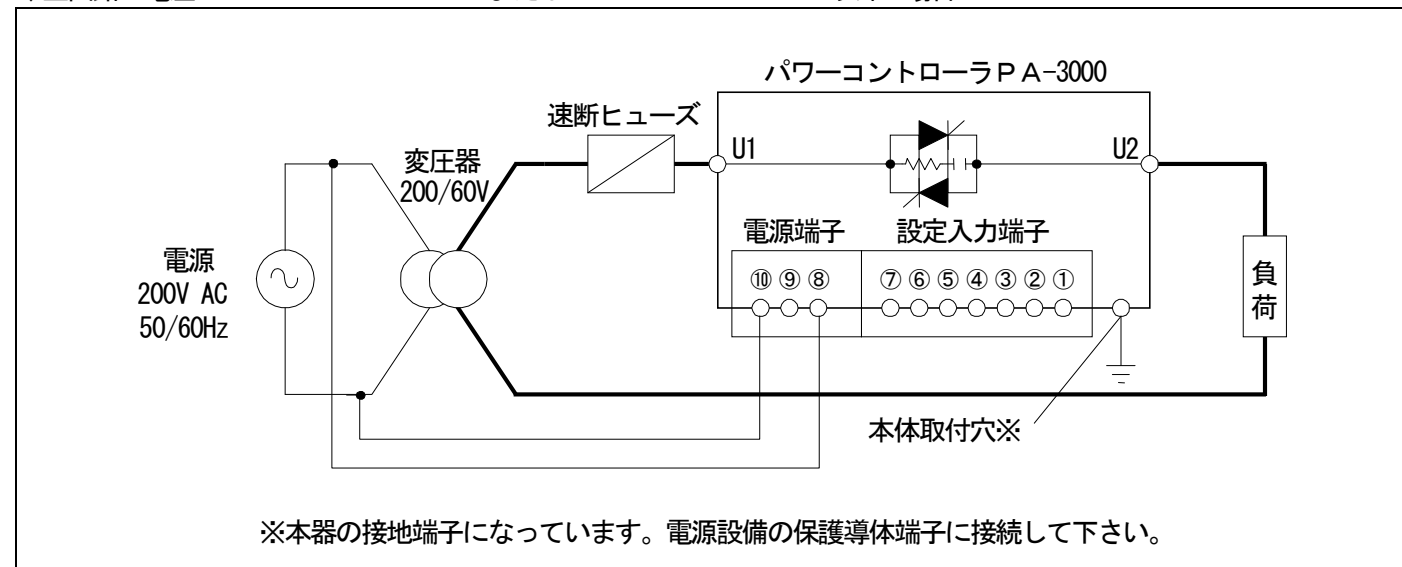 パワーコントローラPA-3000
速断ヒューズ
U1
U2
変圧器
200/60V
電源端子
設定入力端子
電源
200V AC
50/60Hz
⑩⑨⑧
⑦⑥⑤④③②①
負荷
本体取付穴※
※本器の接地端子になっています。電源設備の保護導体端子に接続して下さい。